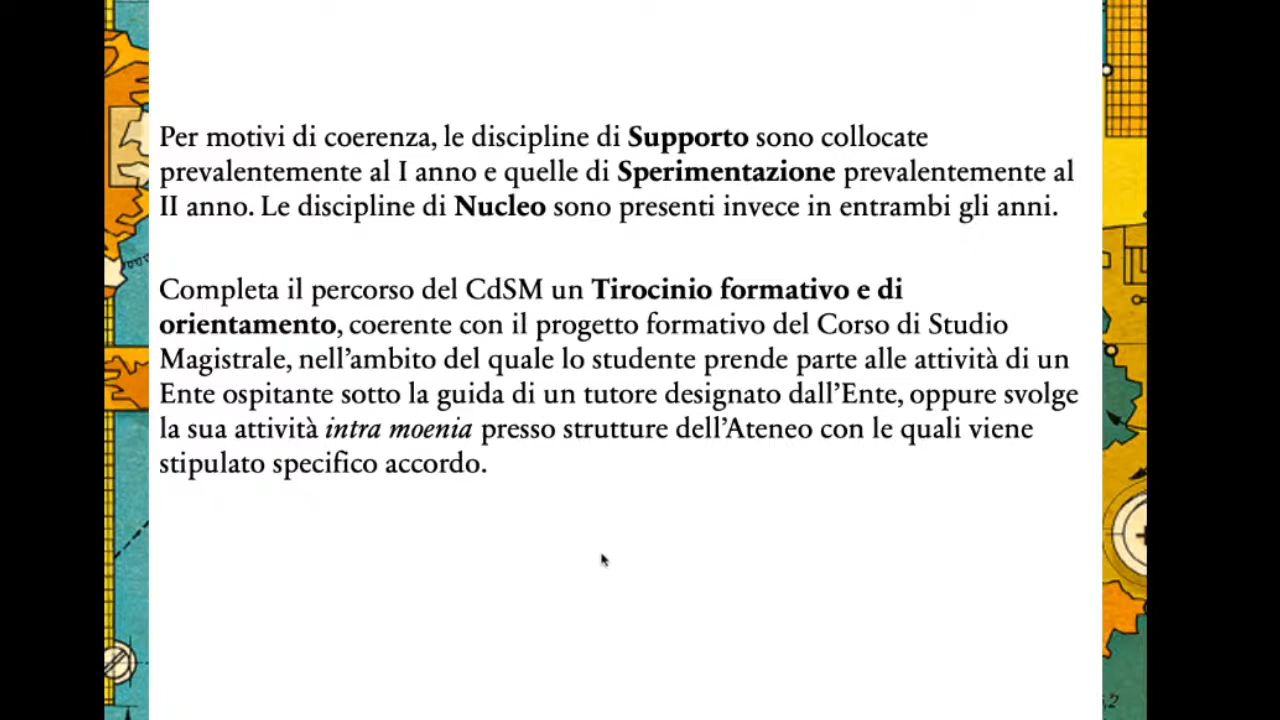 Per motivi di coerenza, le discipline di Supporto sono collocate
prevalentemente al I anno e quelle di Sperimentazione prevalentemente al
II anno. Le discipline di Nucleo sono presenti invece in entrambi gli anni.
Completa il percorso del CdSM un Tirocinio formativo e di
orientamento, coerente con il progetto formativo del Corso di Studio
Magistrale, nell’ambito del quale lo studente prende parte alle attività di un
Ente ospitante sotto la guida di un tutore designato dall’Ente, oppure svolge
la sua attività intra moenia presso strutture dell’Ateneo con le quali viene
stipulato specifico accordo.